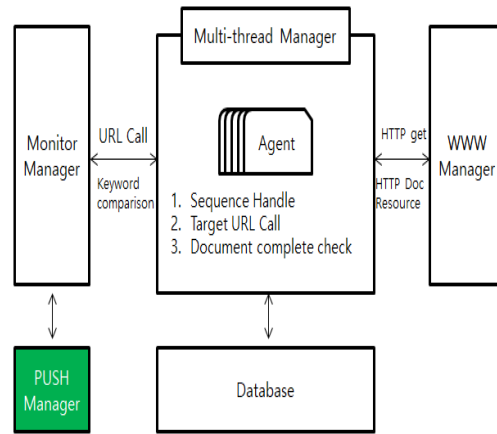 Multi-thread Manager
Monitor
Manager
URL Call
Keyword
comparison
Agent
1. Sequence Handle
2. Target URL Call
3. Document complete check
HTTP get
HTTP Doc
Resource
WWW
Manager
PUSH
Manager
Database